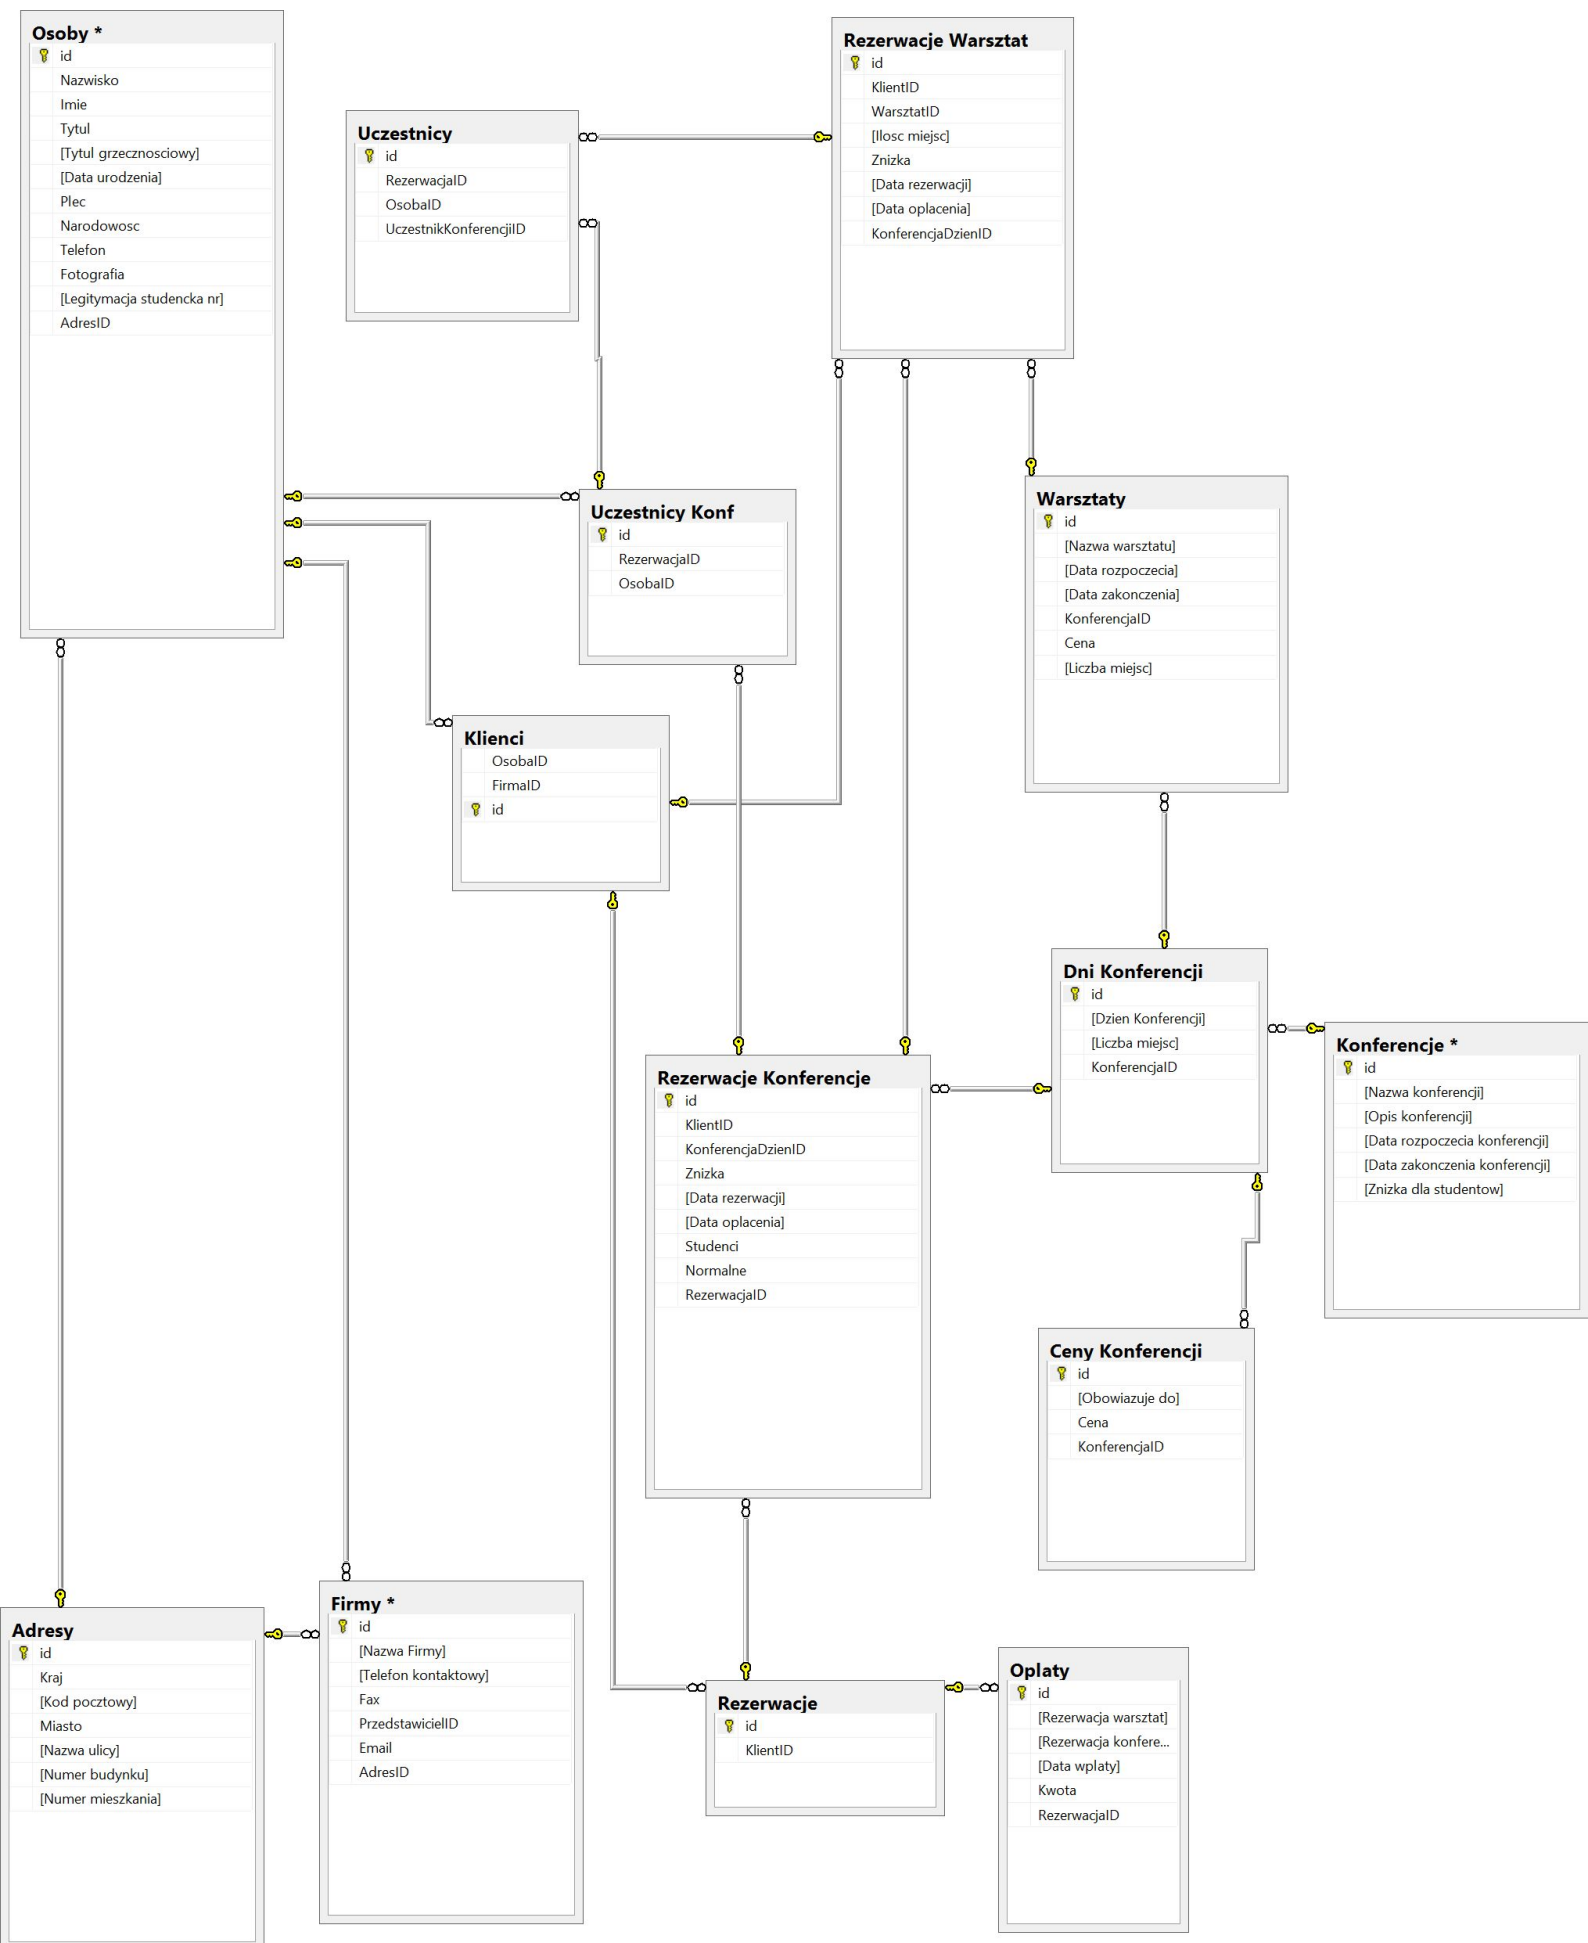 Osoby *
id
Nazwisko
Imie
Tytul
[Tytul grzecznosciowy]
[Data urodzenia]
Plec
Narodowosc
Telefon
Fotografia
[Legitymacja studencka nr]
AdresID
Uczestnicy
id
RezerwacjaID
OsobaID
UczestnikKonferencjiID
Rezerwacje Warsztat
id
KlientID
WarsztatID
[Ilosc miejsc]
Znizka
[Data rezerwacji]
[Data oplacenia]
KonferencjaDzienID
Uczestnicy Konf
id
RezerwacjaID
OsobaID
Warsztaty
id
[Nazwa warsztatu]
[Data rozpoczecia]
[Data zakonczenia]
KonferencjaID
Cena
[Liczba miejsc]
Klienci
OsobaID
FirmaID
id
Dni Konferencji
id
[Dzien Konferencji]
[Liczba miejsc]
KonferencjaID
Konferencje *
id
[Nazwa konferencji]
[Opis konferencji]
[Data rozpoczecia konferencji]
[Data zakonczenia konferencji]
[Znizka dla studentow]
Rezerwacje Konferencje
id
KlientID
KonferencjaDzienID
Znizka
[Data rezerwacji]
[Data oplacenia]
Studenci
Normalne
RezerwacjaID
Ceny Konferencji
id
[Obowiazuje do]
Cena
KonferencjaID
Adresy
id
Kraj
[Kod pocztowy]
Miasto
[Nazwa ulicy]
[Numer budynku]
[Numer mieszkania]
Firmy *
id
[Nazwa Firmy]
[Telefon kontaktowy]
Fax
PrzedstawicielID
Email
AdresID
Rezerwacje
id
KlientID
Oplaty
id
[Rezerwacja warsztat]
[Rezerwacja konfere...
[Data wplaty]
Kwota
RezerwacjaID